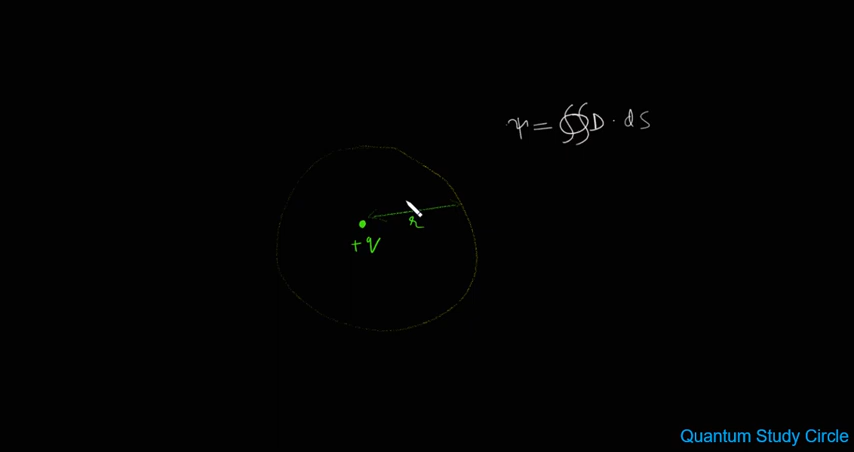 ψ = ∯ D · dS
r
+q
Quantum Study Circle